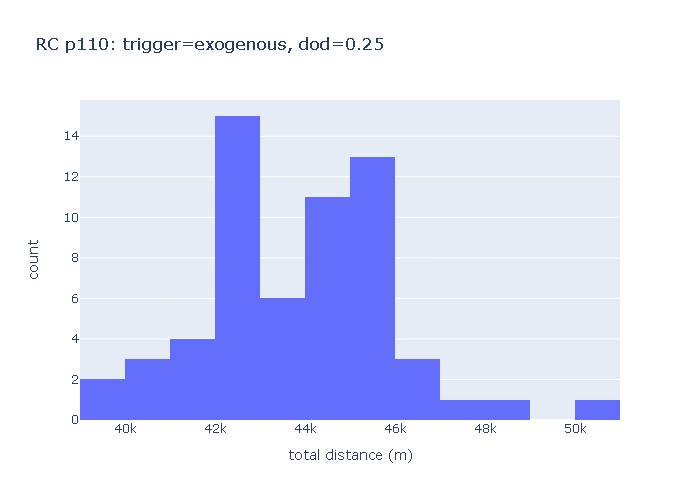 RC p110: trigger=exogenous, dod=0.25
14
12
10
8
6
4
2
0
count
40k 42k 44k 46k 48k 50k
total distance (m)